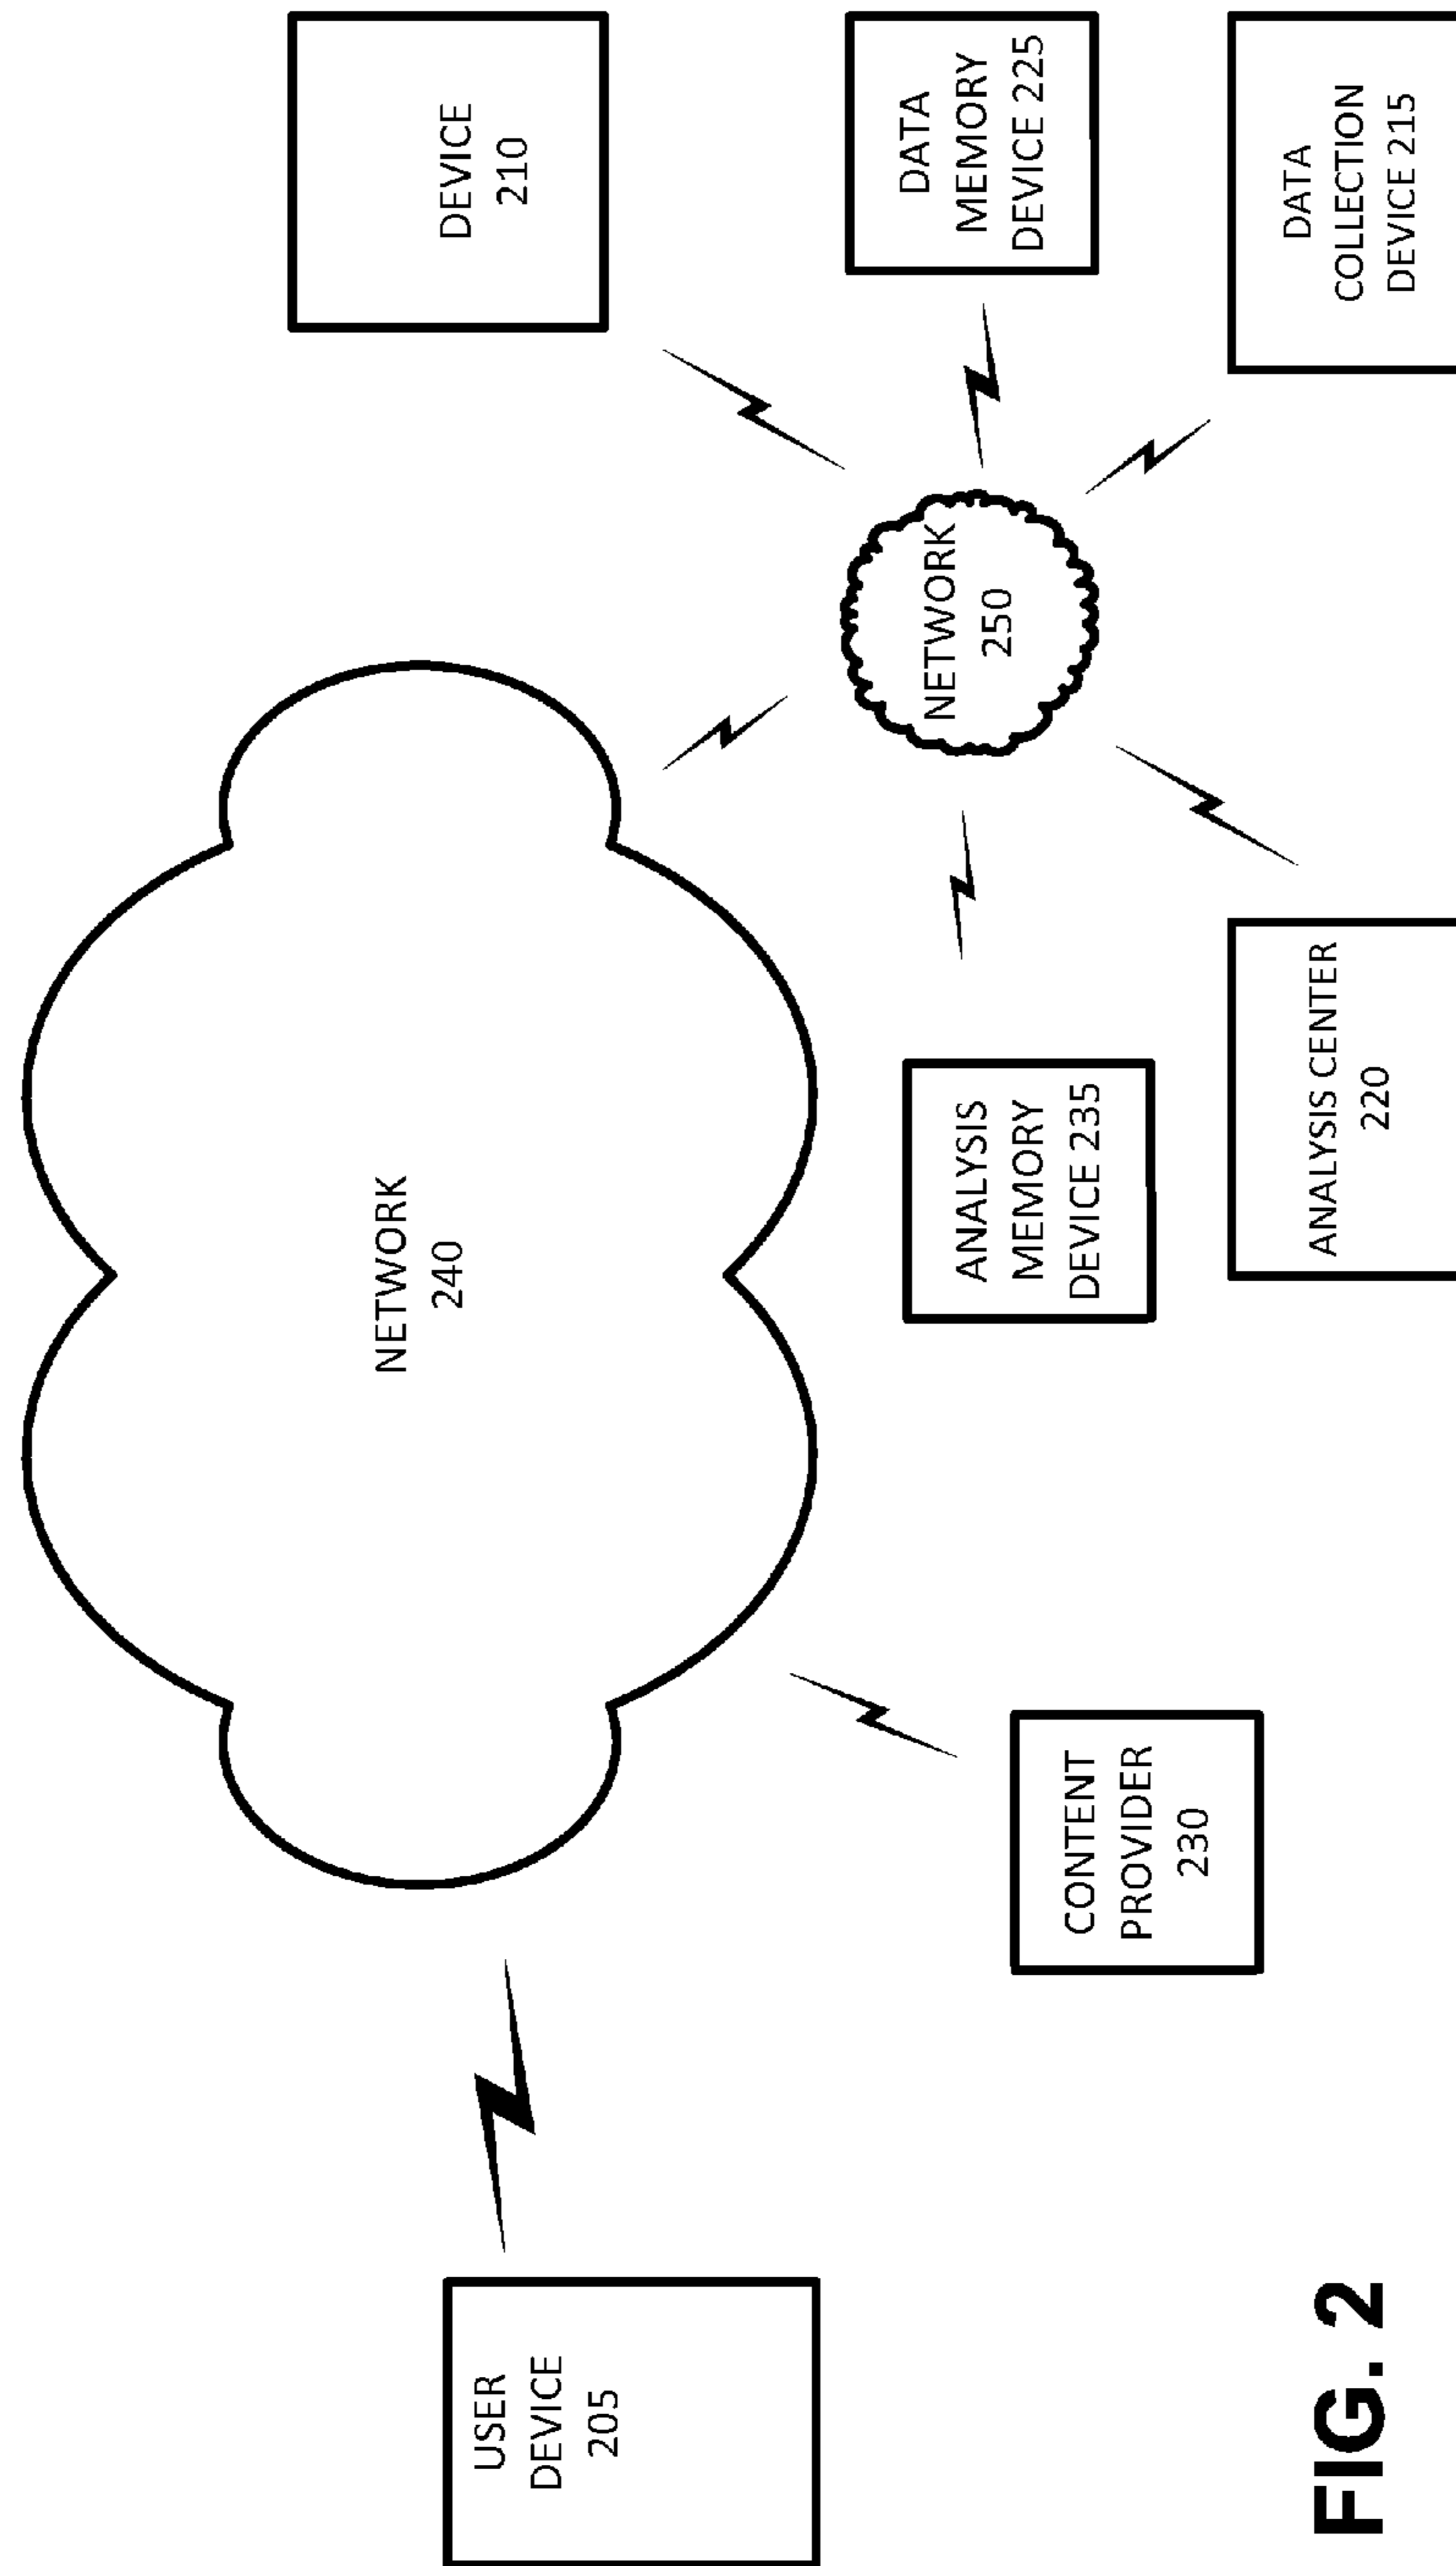 USER
DEVICE
205
NETWORK
240
DEVICE
210
CONTENT
PROVIDER
230
ANALYSIS
MEMORY
DEVICE 235
NETWORK
250
DATA
MEMORY
DEVICE 225
ANALYSIS CENTER
220
DATA
COLLECTION
DEVICE 215
FIG. 2